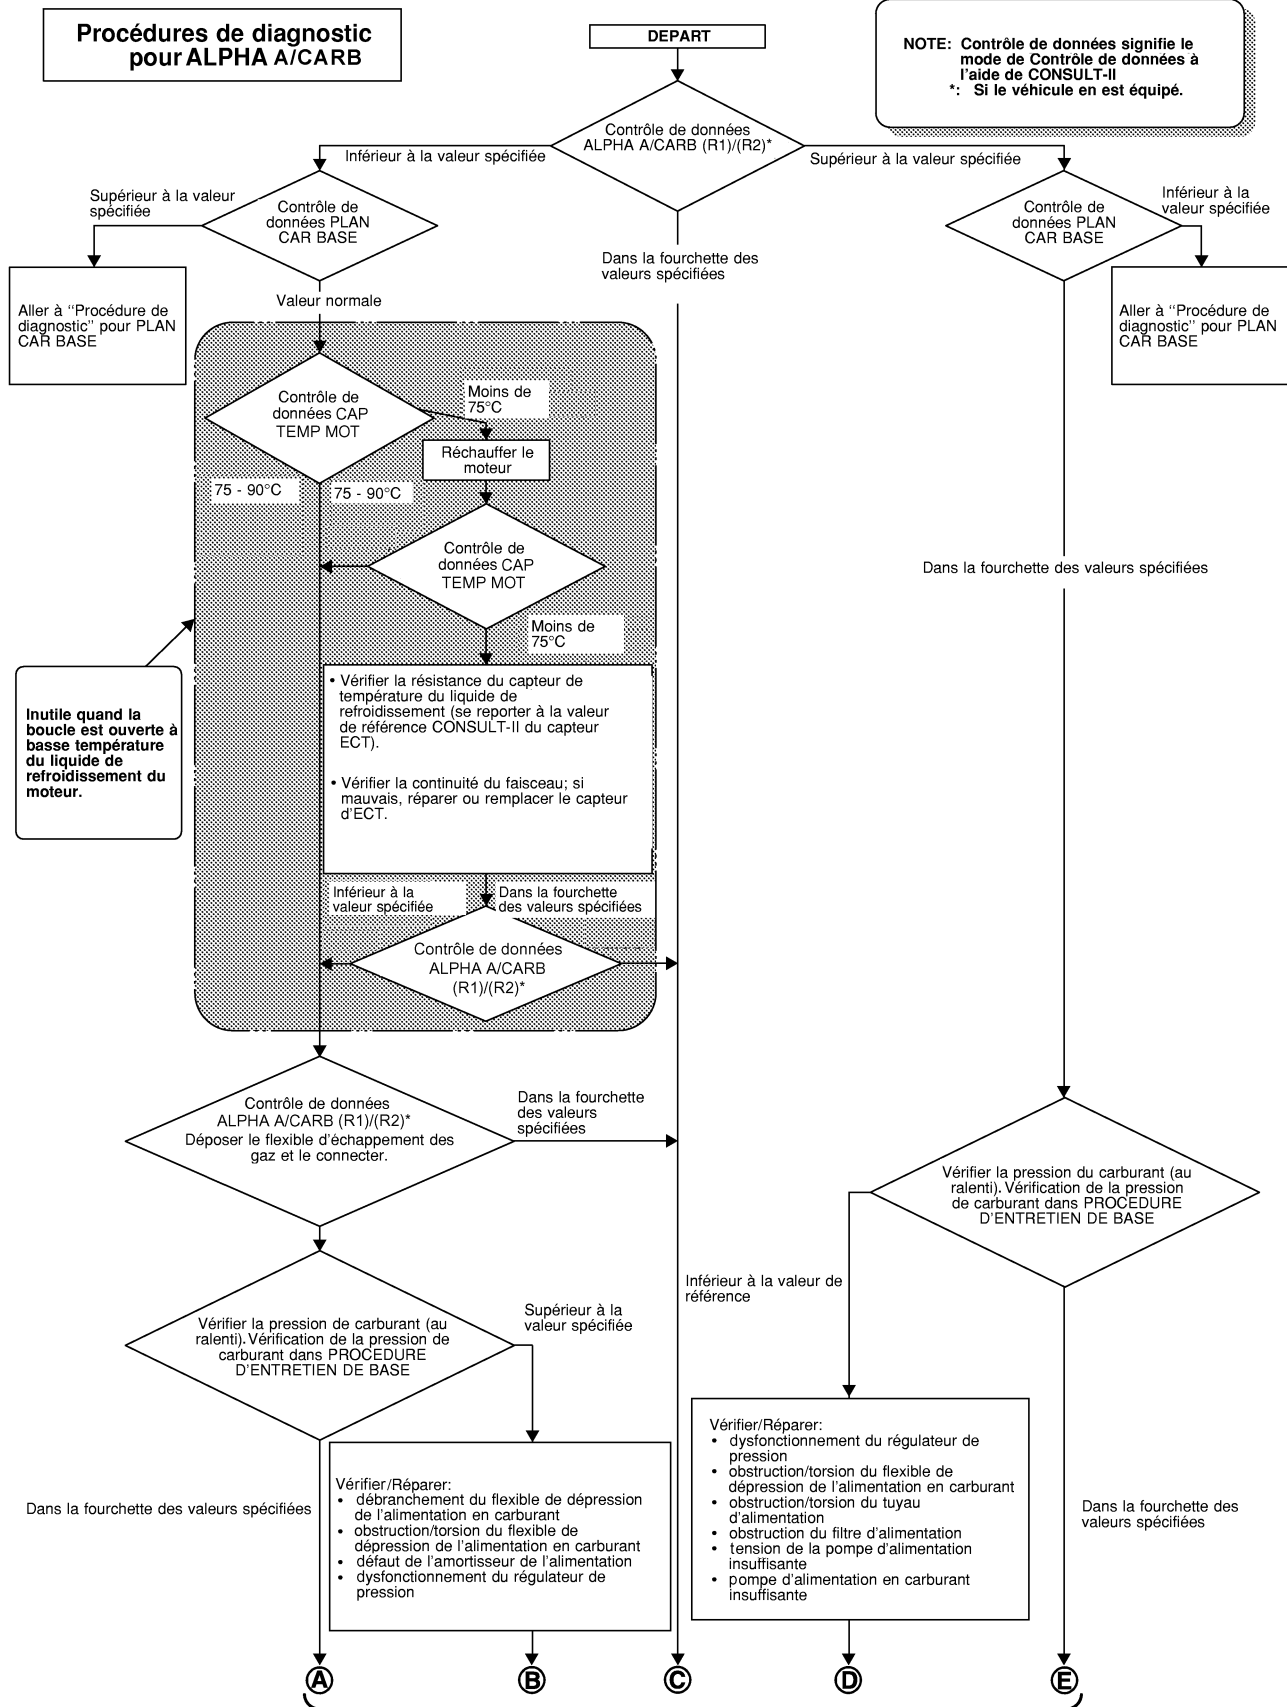 Procédures de diagnostic
pour ALPHA A/CARB
DEPART
NOTE: Contrôle de données signifie le
mode de Contrôle de données à
l'aide de CONSULT-II
*: Si le véhicule en est équipé.
Contrôle de données
ALPHA A/CARB (R1)/(R2)*
Inférieur à la valeur spécifiée
Supérieur à la valeur spécifiée
Supérieur à la valeur
spécifiée
Contrôle de
données PLAN
CAR BASE
Dans la fourchette des
valeurs spécifiées
Contrôle de
données PLAN
CAR BASE
Inférieur à la
valeur spécifiée
Aller à "Procédure de
diagnostic" pour PLAN
CAR BASE
Valeur normale
Aller à "Procédure de
diagnostic" pour PLAN
CAR BASE
Contrôle de
données CAP
TEMP MOT
Moins de
75°C
Réchauffer le
moteur
75 - 90°C
75 - 90°C
Contrôle de
données CAP
TEMP MOT
Dans la fourchette des valeurs spécifiées
Moins de
75°C
Inutile quand la
boucle est ouverte à
basse température
du liquide de
refroidissement du
moteur.
• Vérifier la résistance du capteur de
température du liquide de
refroidissement (se reporter à la valeur
de référence CONSULT-II du capteur
ECT).
• Vérifier la continuité du faisceau; si
mauvais, réparer ou remplacer le capteur
d'ECT.
Inférieur à la
valeur spécifiée
Dans la fourchette
des valeurs spécifiées
Contrôle de données
ALPHA A/CARB
(R1)/(R2)*
Contrôle de données
ALPHA A/CARB (R1)/(R2)*
Déposer le flexible d'échappement des
gaz et le connecter.
Dans la fourchette
des valeurs
spécifiées
Vérifier la pression du carburant (au
ralenti). Vérification de la pression
de carburant dans PROCEDURE
D'ENTRETIEN DE BASE
Inférieur à la valeur de
référence
Vérifier la pression de carburant (au
ralenti). Vérification de la pression de
carburant dans PROCEDURE
D'ENTRETIEN DE BASE
Supérieur à la
valeur spécifiée
Dans la fourchette des valeurs spécifiées
Vérifier/Réparer:
• débranchement du flexible de dépression
de l'alimentation en carburant
• obstruction/torsion du flexible de
dépression de l'alimentation en carburant
• défaut de l'amortisseur de l'alimentation
• dysfonctionnement du régulateur de
pression
Vérifier/Réparer:
• dysfonctionnement du régulateur de
pression
• obstruction/torsion du flexible de
dépression de l'alimentation en carburant
• obstruction/torsion du tuyau
d'alimentation
• obstruction du filtre d'alimentation
• tension de la pompe d'alimentation
insuffisante
• pompe d'alimentation en carburant
insuffisante
Dans la fourchette des
valeurs spécifiées
A
B
C
D
E